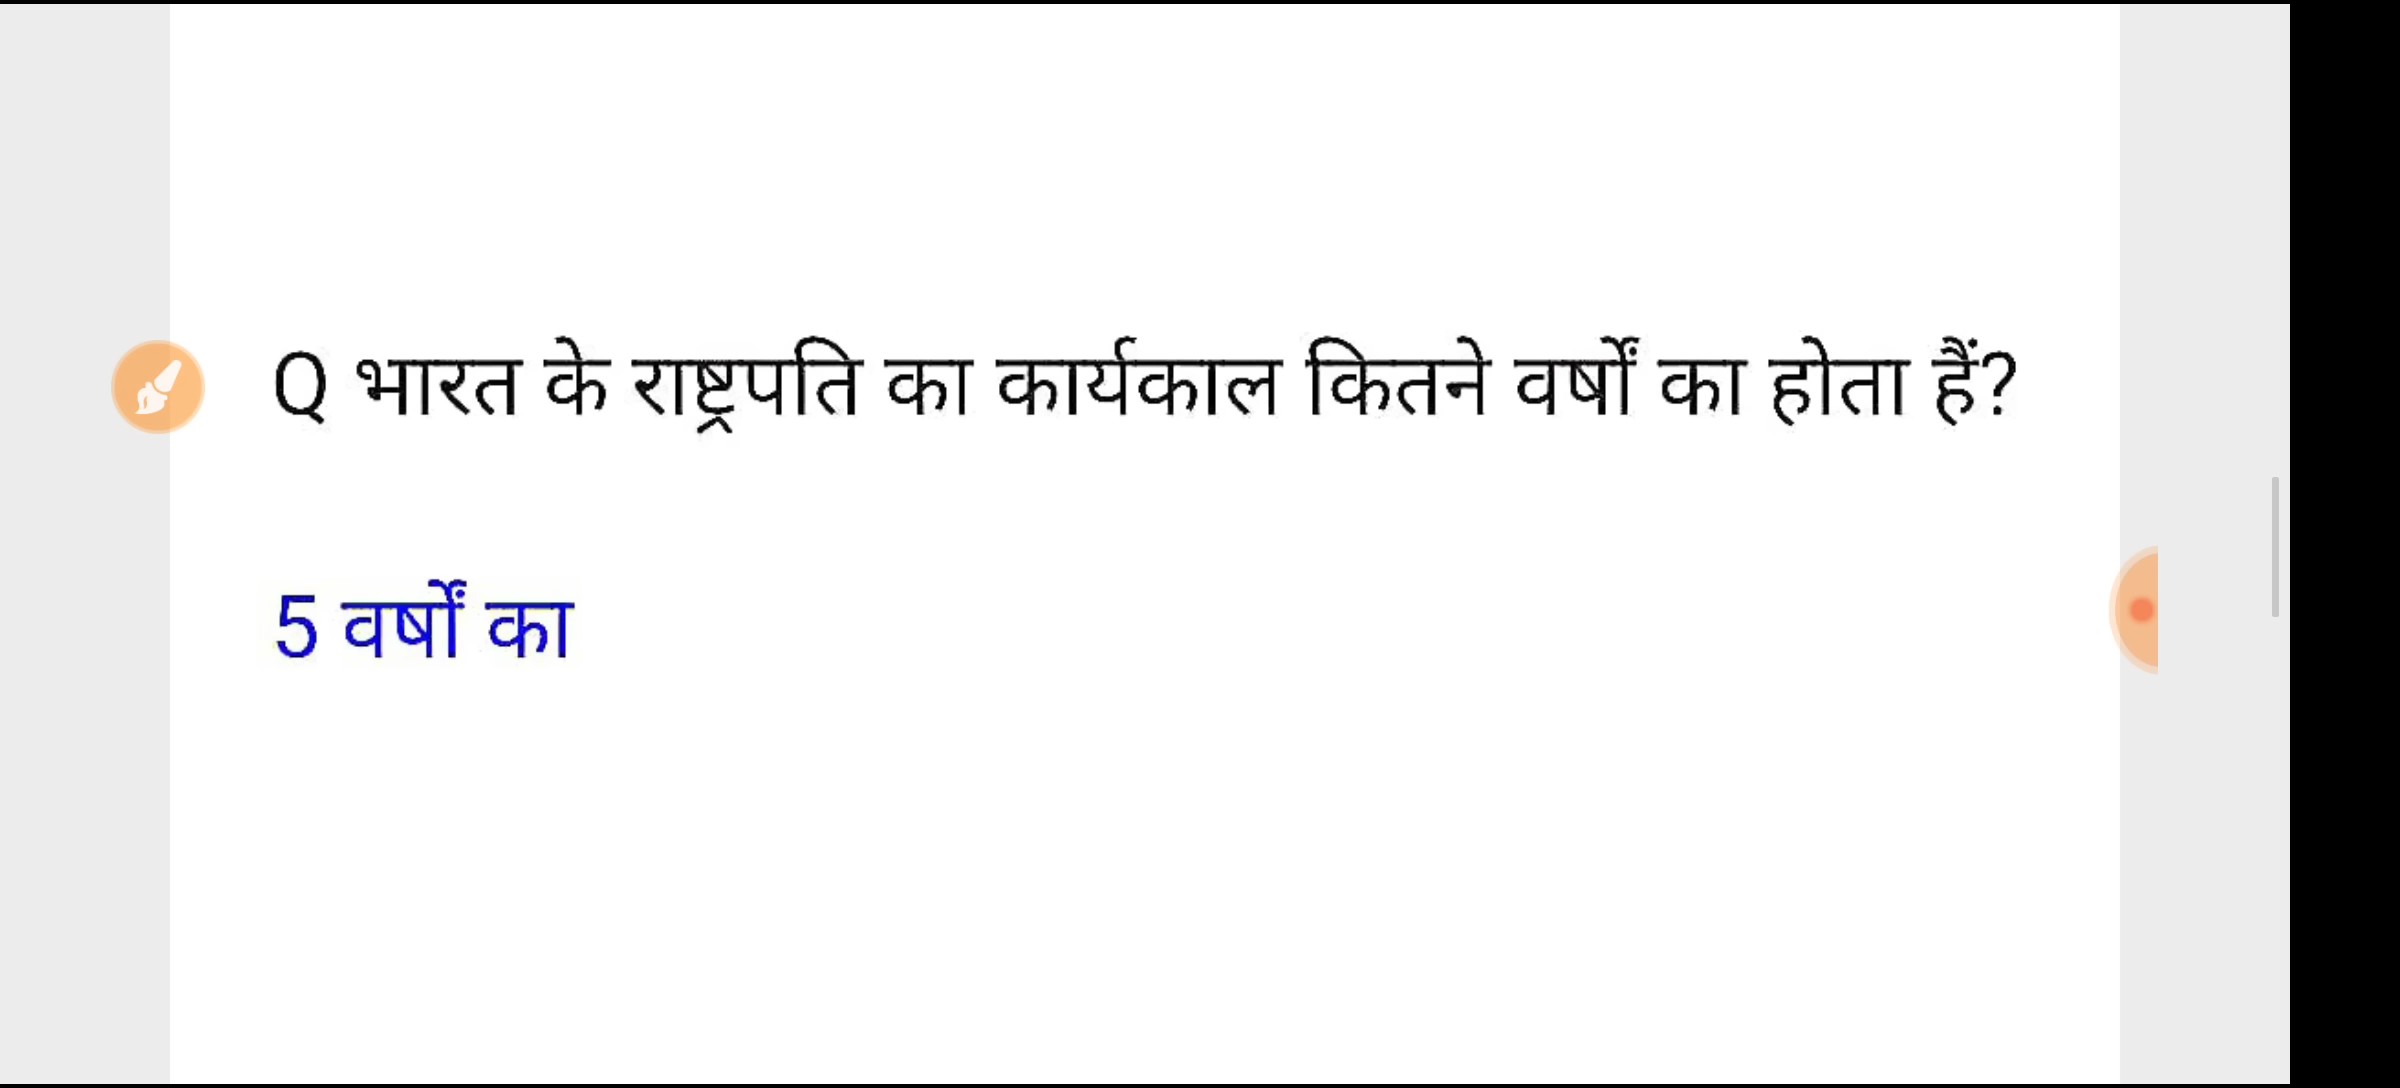 Q भारत के राष्ट्रपति का कार्यकाल कितने वर्षों का होता हैं?
5 वर्षों का